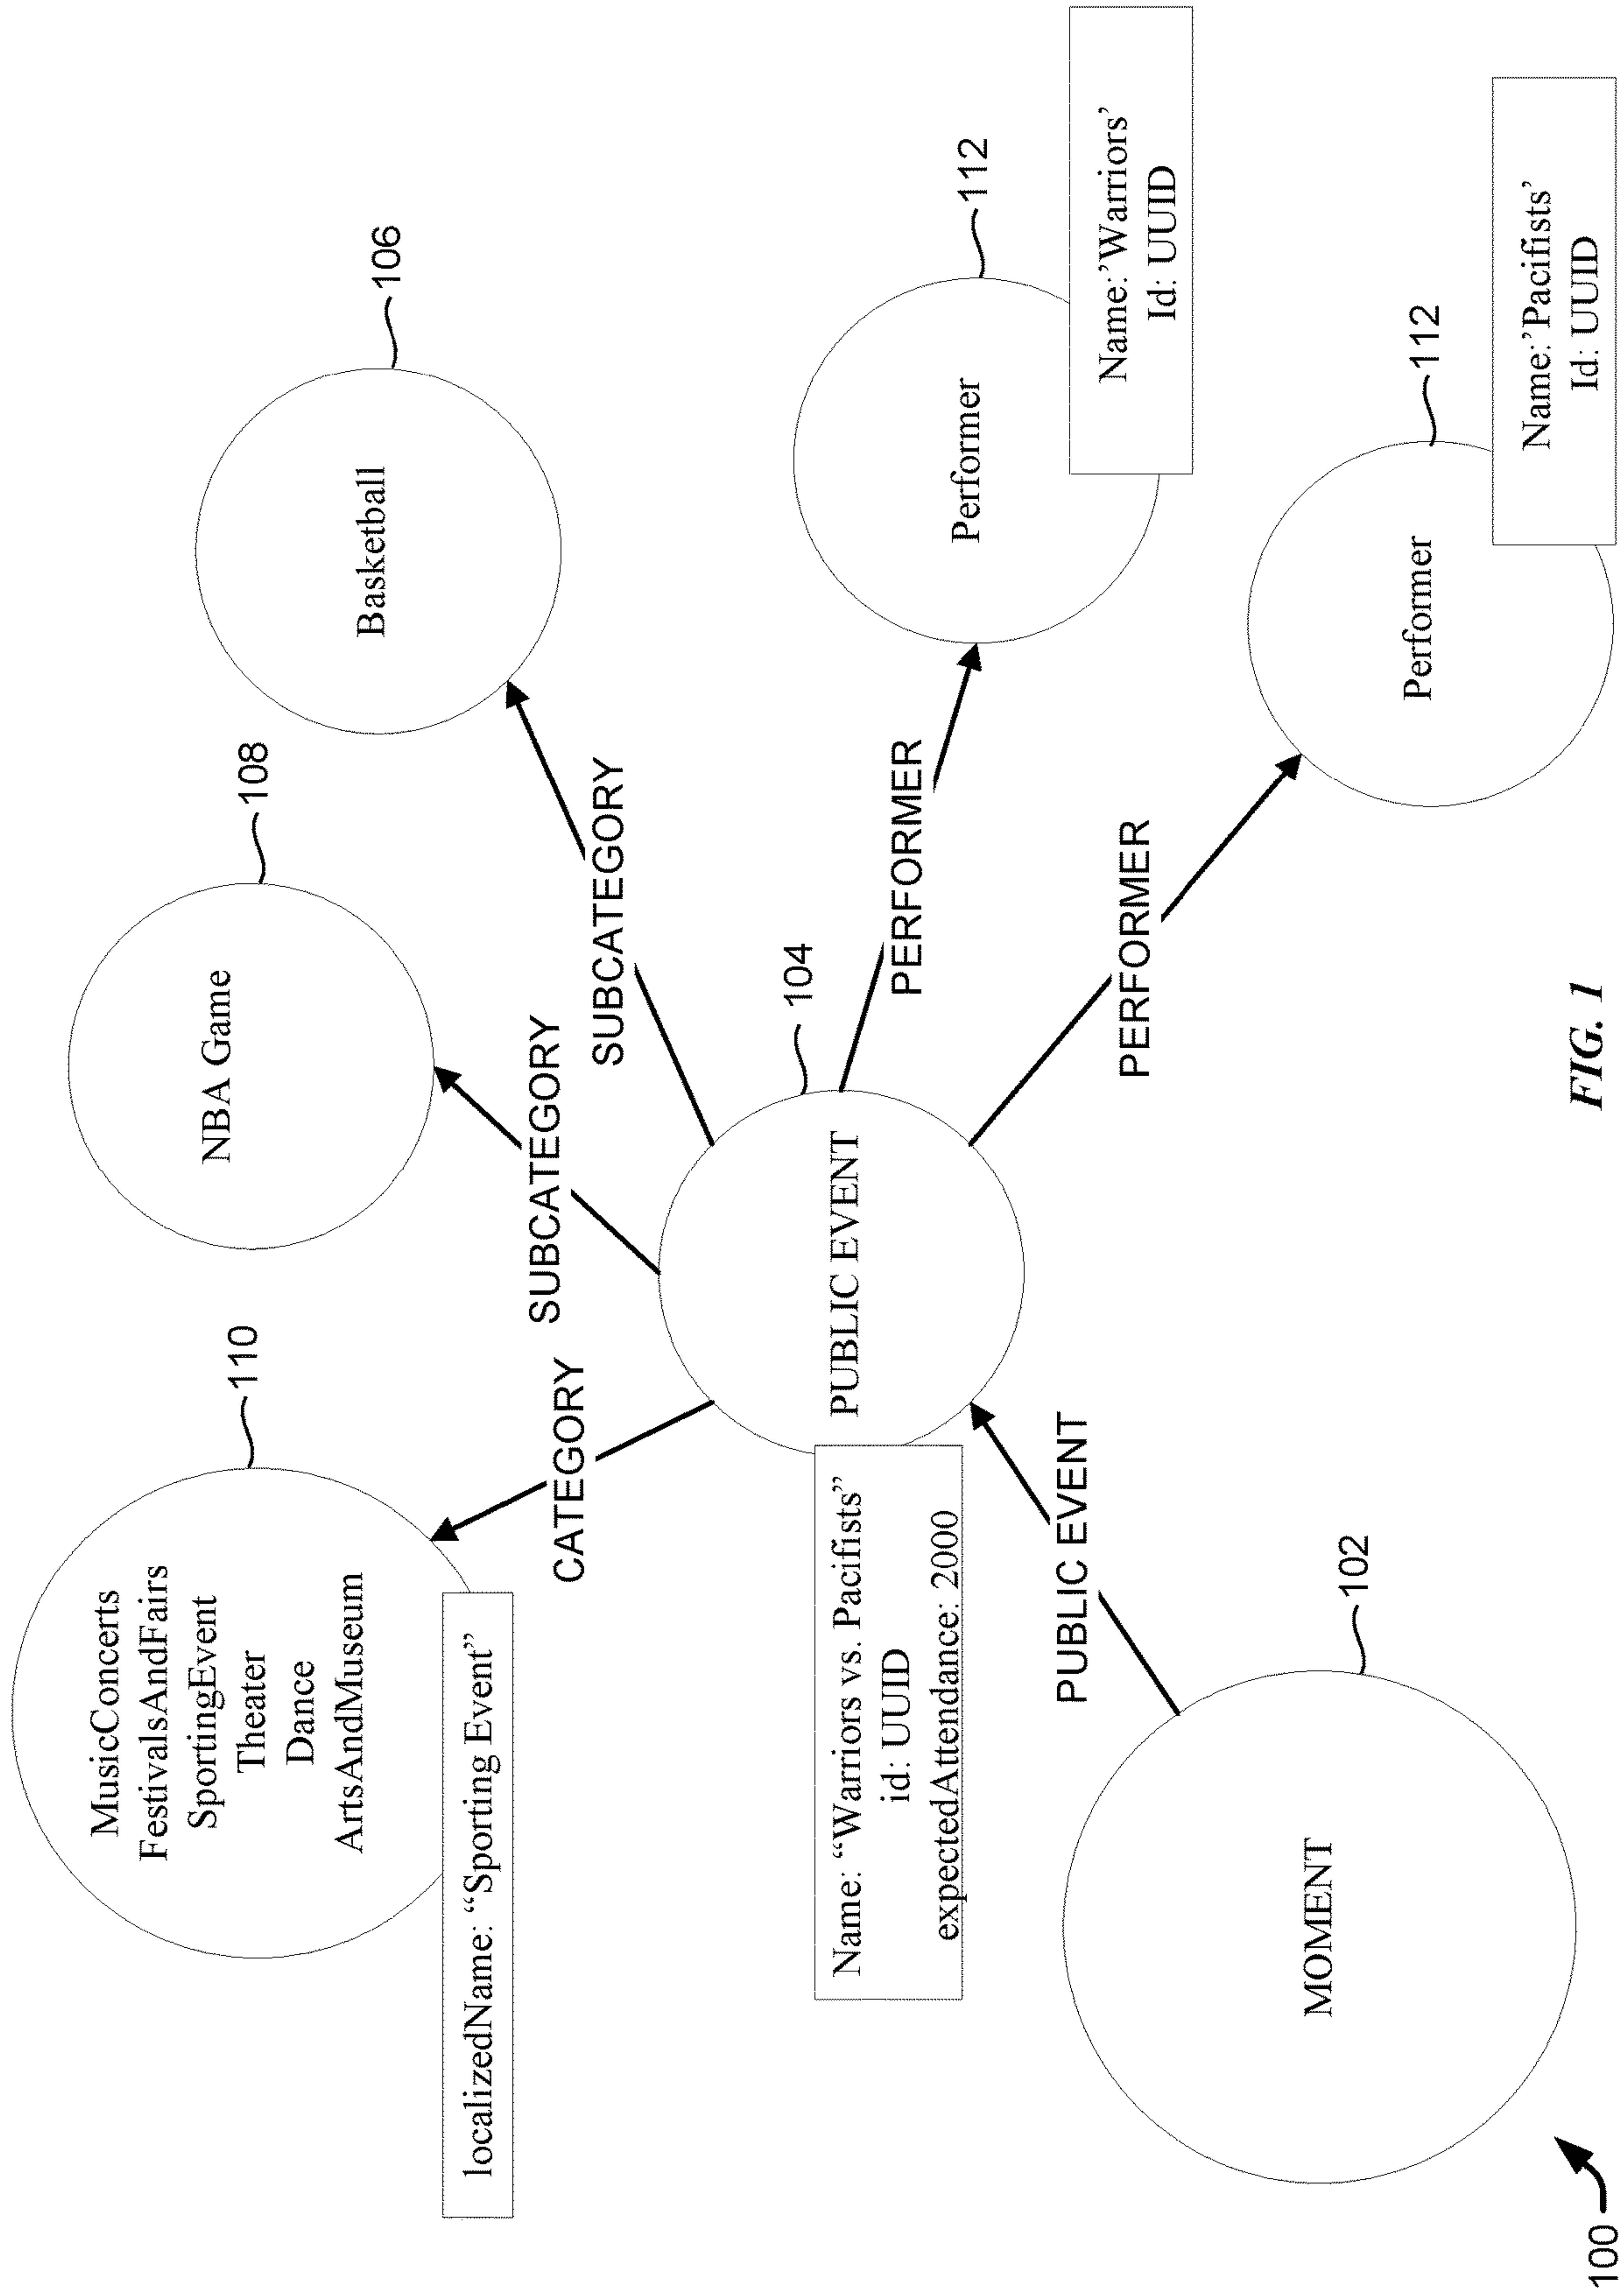 110
MusicConcerts
FestivalsAndFairs
SportingEvent
Theater
Dance
ArtsAndMuseum
localizedName: “Sporting Event”
108
NBA Game
106
Basketball
CATEGORY
SUBCATEGORY
SUBCATEGORY
104
PUBLIC EVENT
Name: “Warriors vs. Pacifists”
id: UUID
expectedAttendance: 2000
PERFORMER
112
Performer
Name:’Warriors’
Id: UUID
PUBLIC EVENT
PERFORMER
112
Performer
Name:’Pacifists’
Id: UUID
102
MOMENT
100
FIG. 1